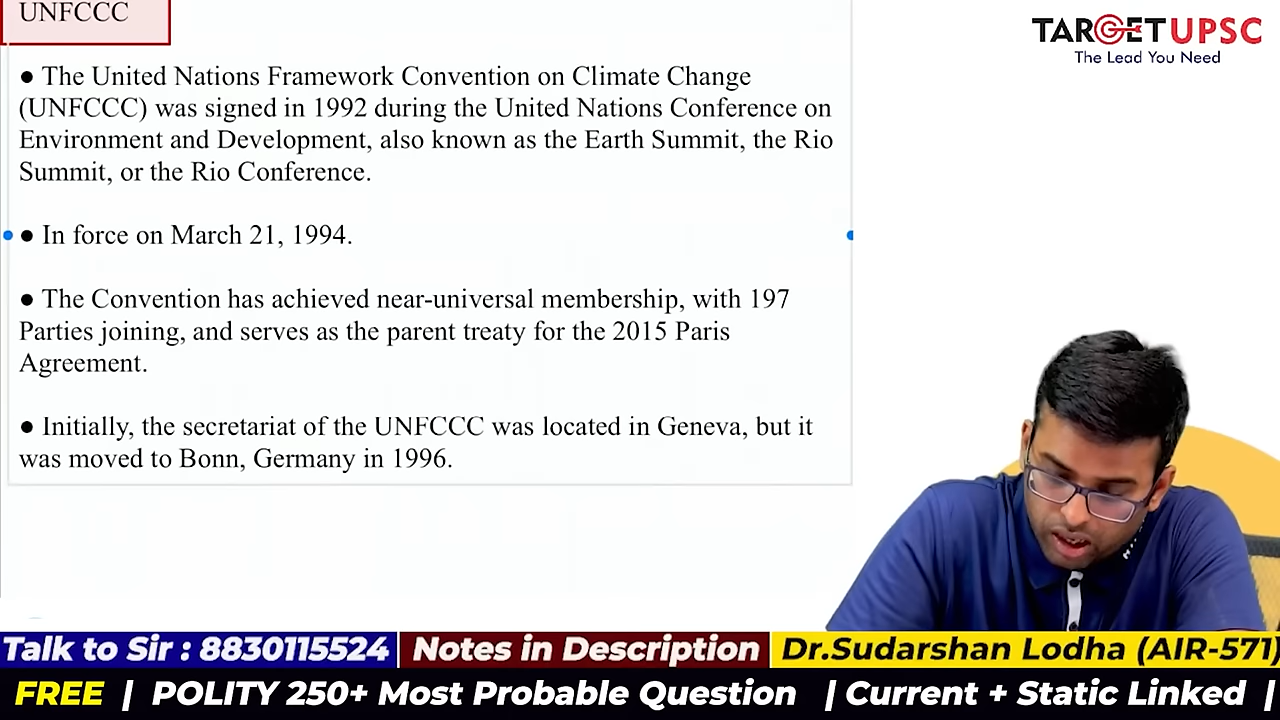 UNFCCC
TARGET UPSC
The Lead You Need
● The United Nations Framework Convention on Climate Change
(UNFCCC) was signed in 1992 during the United Nations Conference on
Environment and Development, also known as the Earth Summit, the Rio
Summit, or the Rio Conference.
● In force on March 21, 1994.
● The Convention has achieved near-universal membership, with 197
Parties joining, and serves as the parent treaty for the 2015 Paris
Agreement.
● Initially, the secretariat of the UNFCCC was located in Geneva, but it
was moved to Bonn, Germany in 1996.
Talk to Sir : 8830115524 Notes in Description Dr.Sudarshan Lodha (AIR-571)
FREE | POLITY 250+ Most Probable Question | Current + Static Linked |